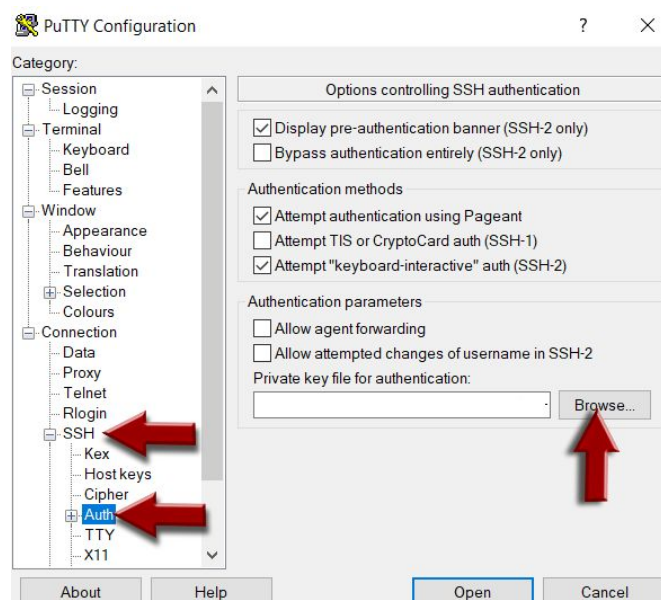 PuTTY Configuration
?
Category:
Session
Logging
Terminal
Keyboard
Bell
Features
Window
Appearance
Behaviour
Translation
Selection
Colours
Connection
Data
Proxy
Telnet
Rlogin
SSH
Kex
Host keys
Cipher
Auth
TTY
X11
Options controlling SSH authentication
Display pre-authentication banner (SSH-2 only)
Bypass authentication entirely (SSH-2 only)
Authentication methods
Attempt authentication using Pageant
Attempt TIS or CryptoCard auth (SSH-1)
Attempt "keyboard-interactive" auth (SSH-2)
Authentication parameters
Allow agent forwarding
Allow attempted changes of username in SSH-2
Private key file for authentication:
Browse...
About
Help
Open
Cancel